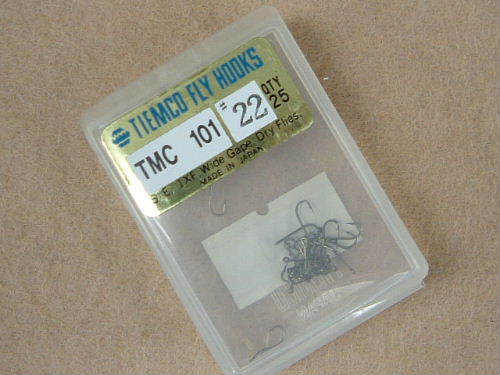 TIEMCO FLY HOOKS
TMC 101 # 22 QTY 25
S.E., 1XF, Wide Gape, Dry Flies.
MADE IN JAPAN